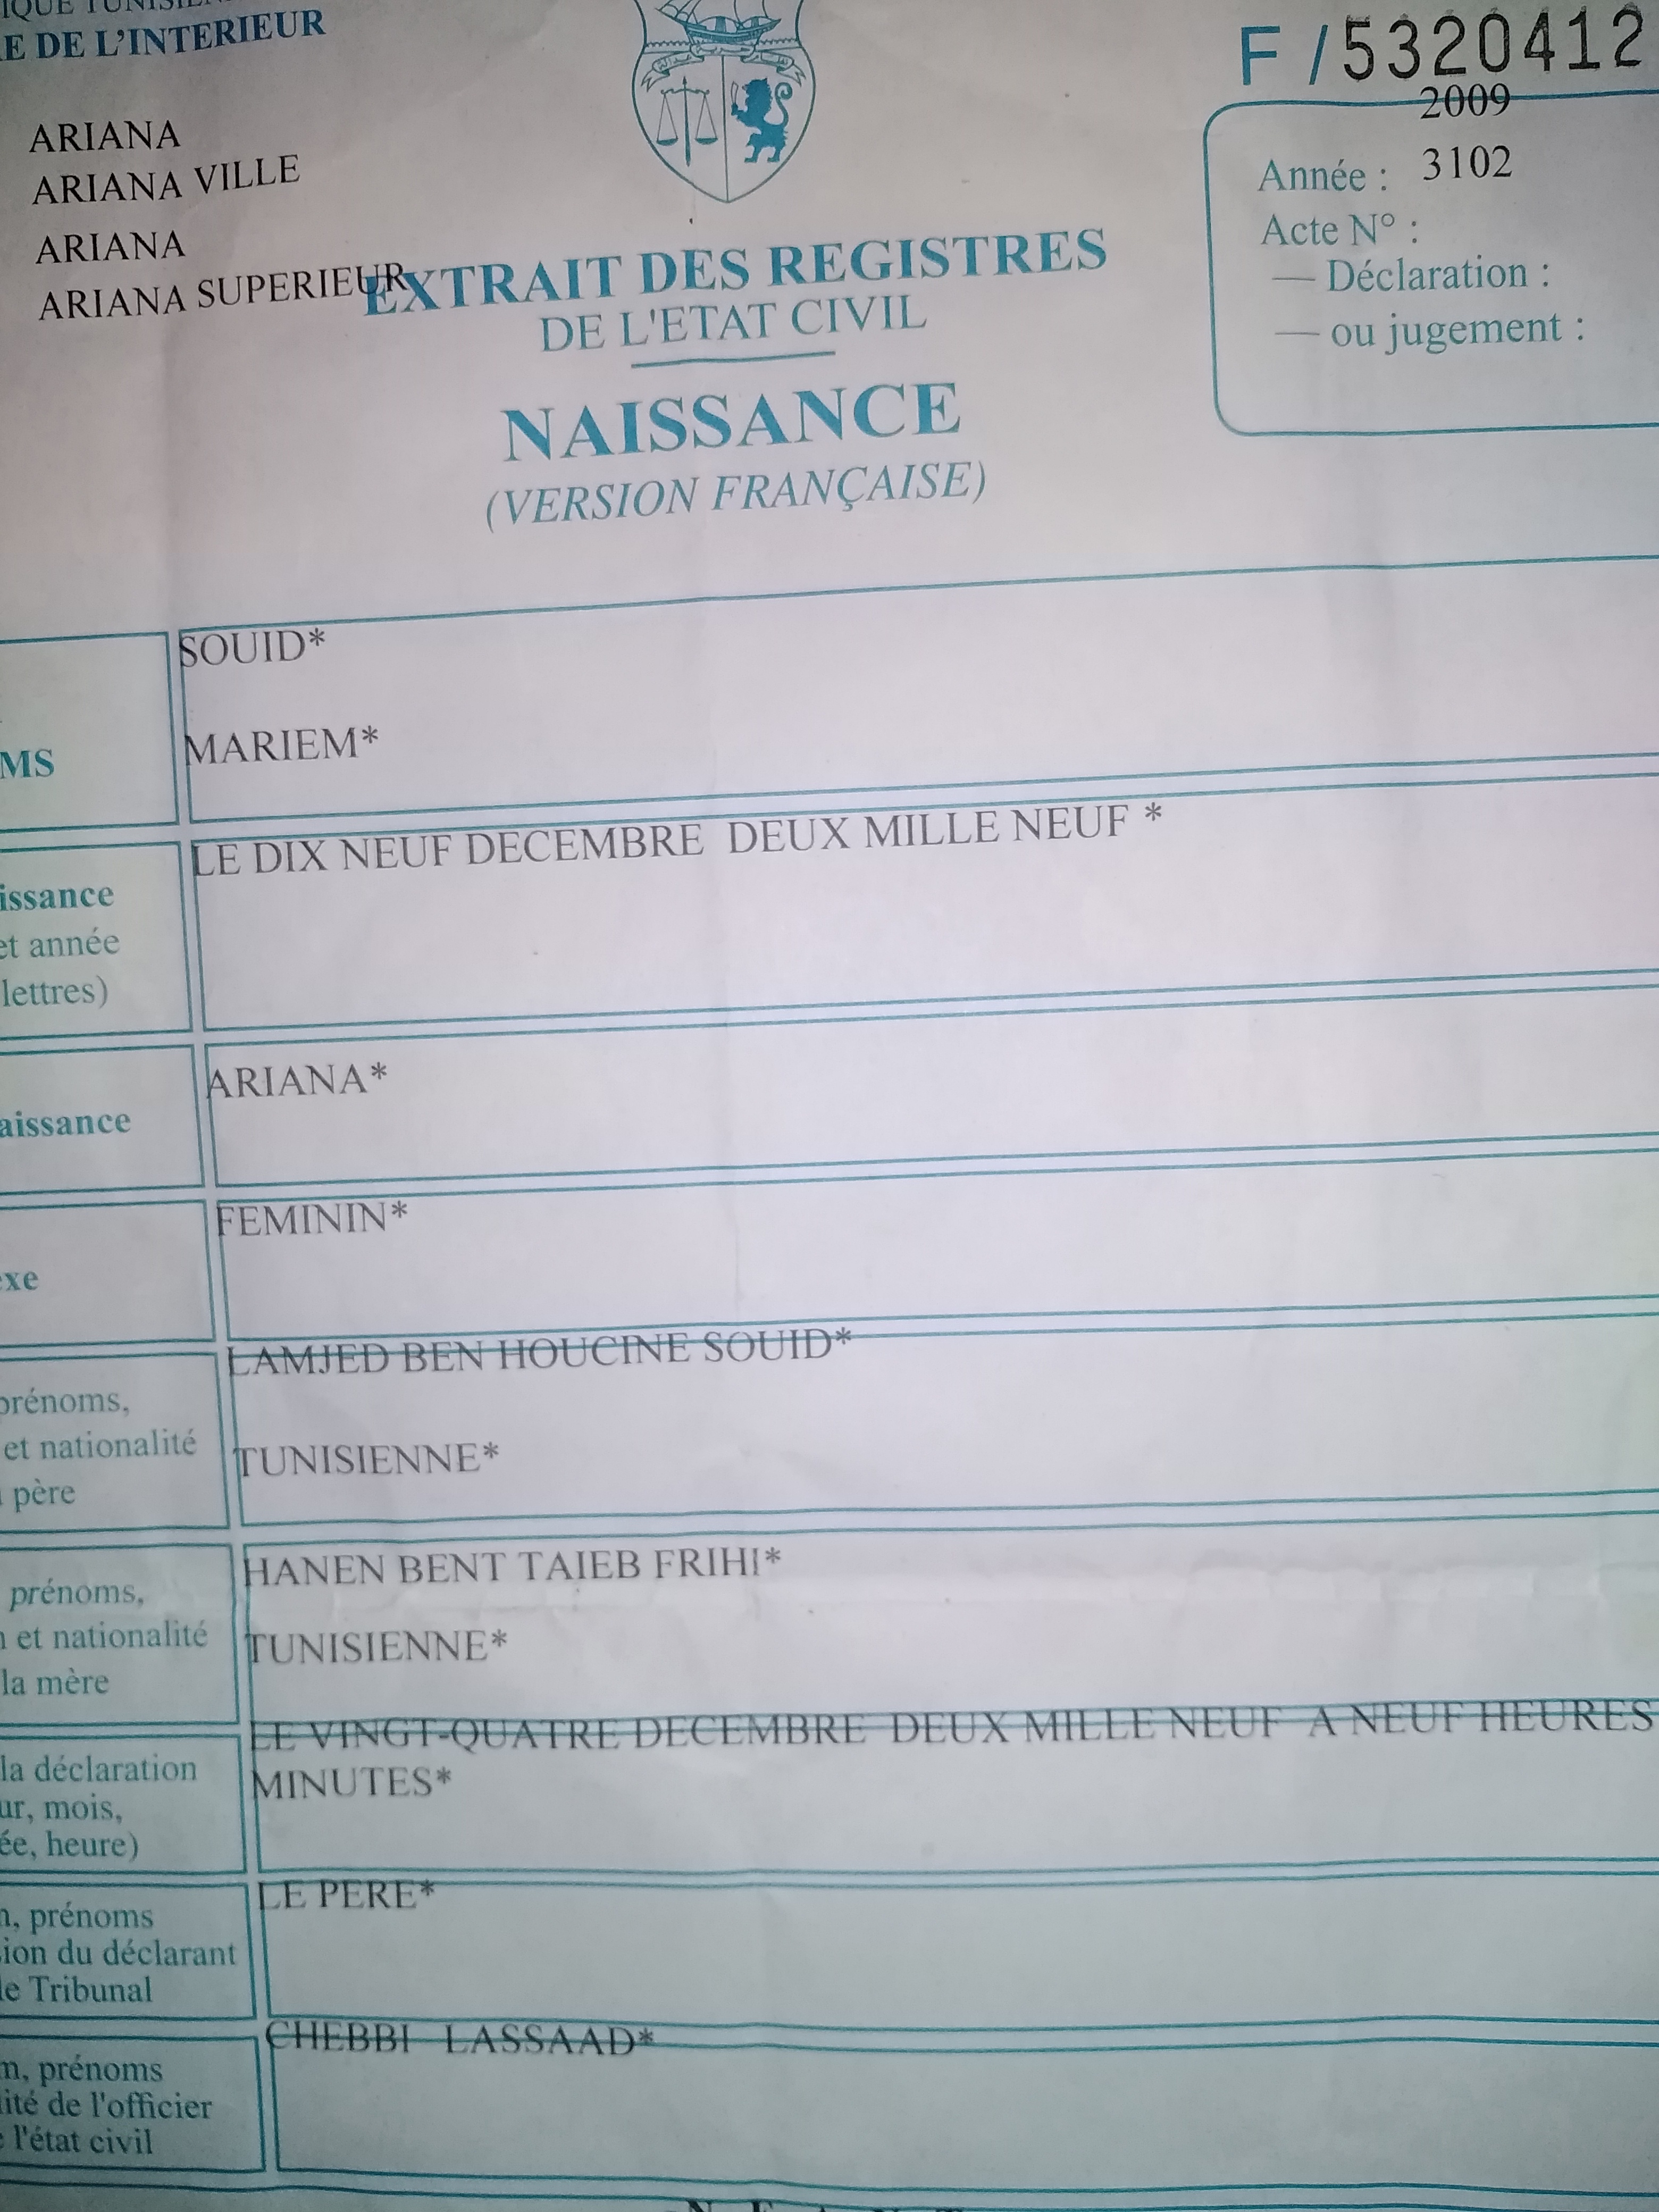 E DE L'INTERIEUR
ARIANA
ARIANA VILLE
ARIANA
ARIANA SUPERIEUR
F / 5320412
2009
Année : 3102
Acte N° :
— Déclaration :
— ou jugement :
EXTRAIT DES REGISTRES
DE L'ETAT CIVIL
NAISSANCE
(VERSION FRANÇAISE)
SOUID*
MS MARIEM*
LE DIX NEUF DECEMBRE DEUX MILLE NEUF *
issance
et année
lettres)
ARIANA*
aissance
FEMININ*
exe
LAMJED BEN HOUCINE SOUID*
prénoms,
et nationalité TUNISIENNE*
père
HANEN BENT TAIEB FRIHI*
prénoms,
et nationalité TUNISIENNE*
la mère
LE VINGT-QUATRE DECEMBRE DEUX MILLE NEUF A NEUF HEURES
la déclaration MINUTES*
ur, mois,
ée, heure)
LE PERE*
n, prénoms
sion du déclarant
le Tribunal
CHEBBI LASSAAD*
m, prénoms
lité de l'officier
l'état civil